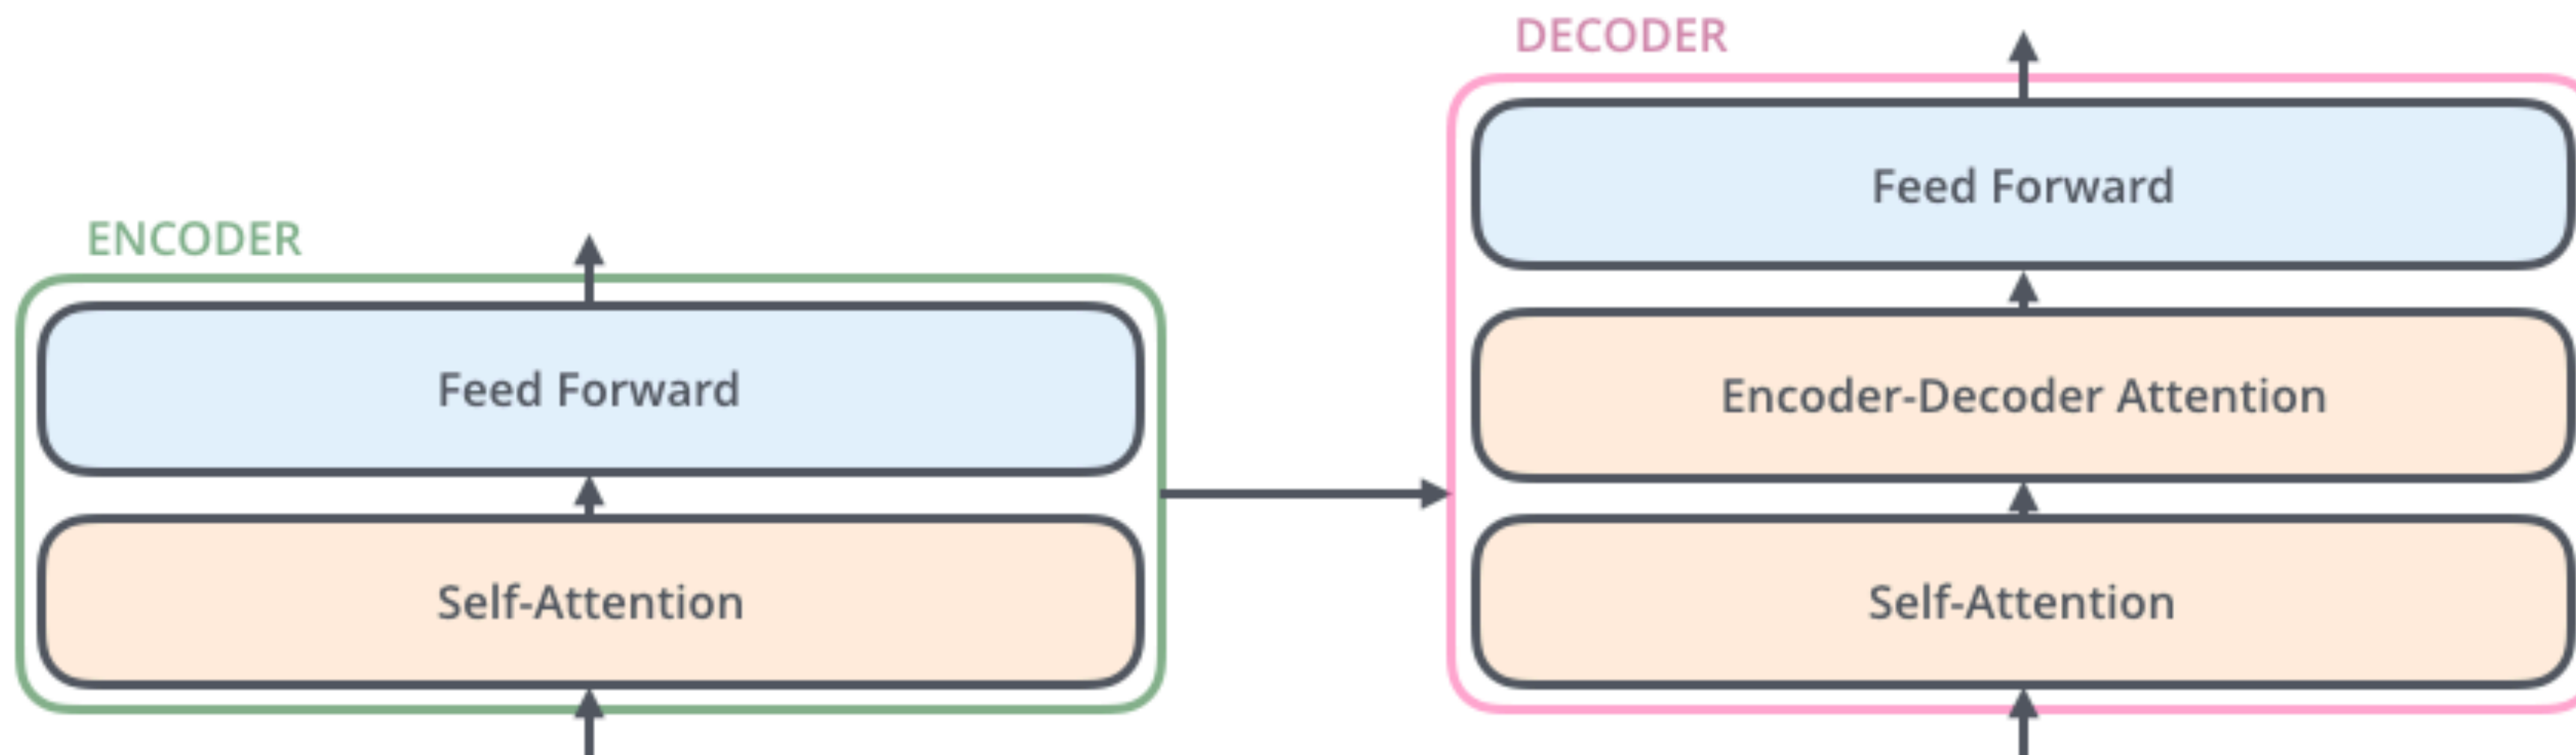 ENCODER
Feed Forward
Self-Attention
DECODER
Feed Forward
Encoder-Decoder Attention
Self-Attention